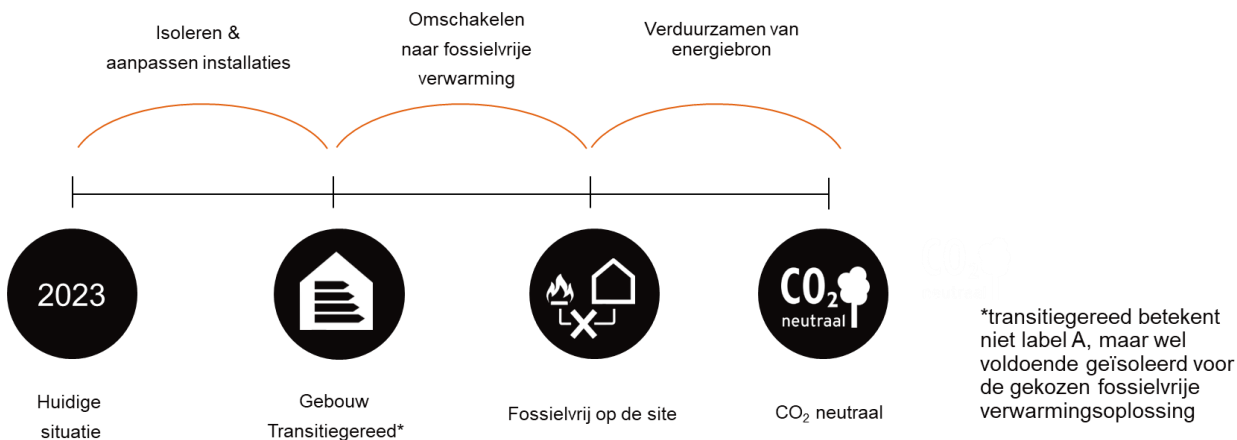 Isoleren &
aanpassen installaties
Omschakelen
naar fossielvrije
verwarming
Verduurzamen van
energiebron
2023
CO₂
neutraal
Huidige
situatie
Gebouw
Transitiegereed*
Fossielvrij op de site
CO₂ neutraal
*transitiegereed betekent
niet label A, maar wel
voldoende geïsoleerd voor
de gekozen fossielvrije
verwarmingsoplossing